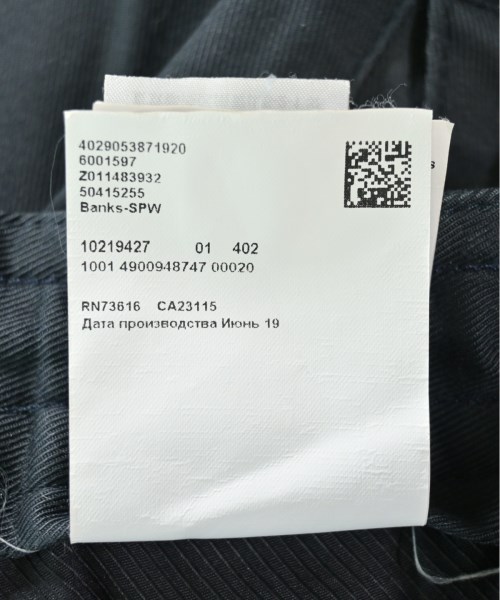 4029053871920
6001597
Z011483932
50415255
Banks-SPW
10219427 01 402
1001 4900948747 00020
RN73616 CA23115
Дата производства Июнь 19
s